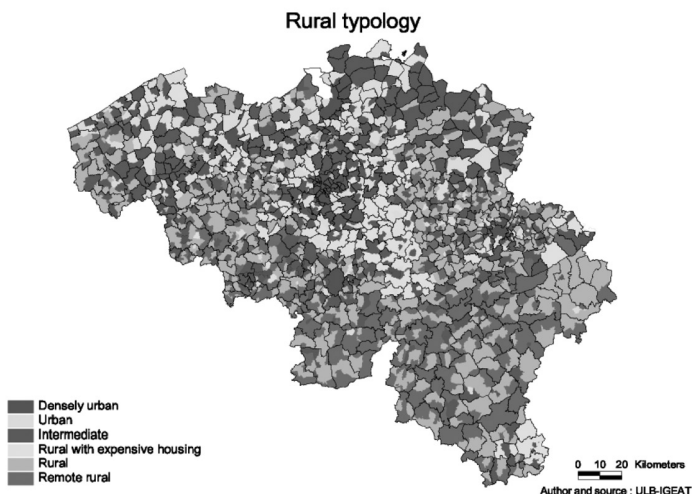 Rural typology
Densely urban
Urban
Intermediate
Rural with expensive housing
Rural
Remote rural
0 10 20 Kilometers
Author and source : ULB-IGEAT